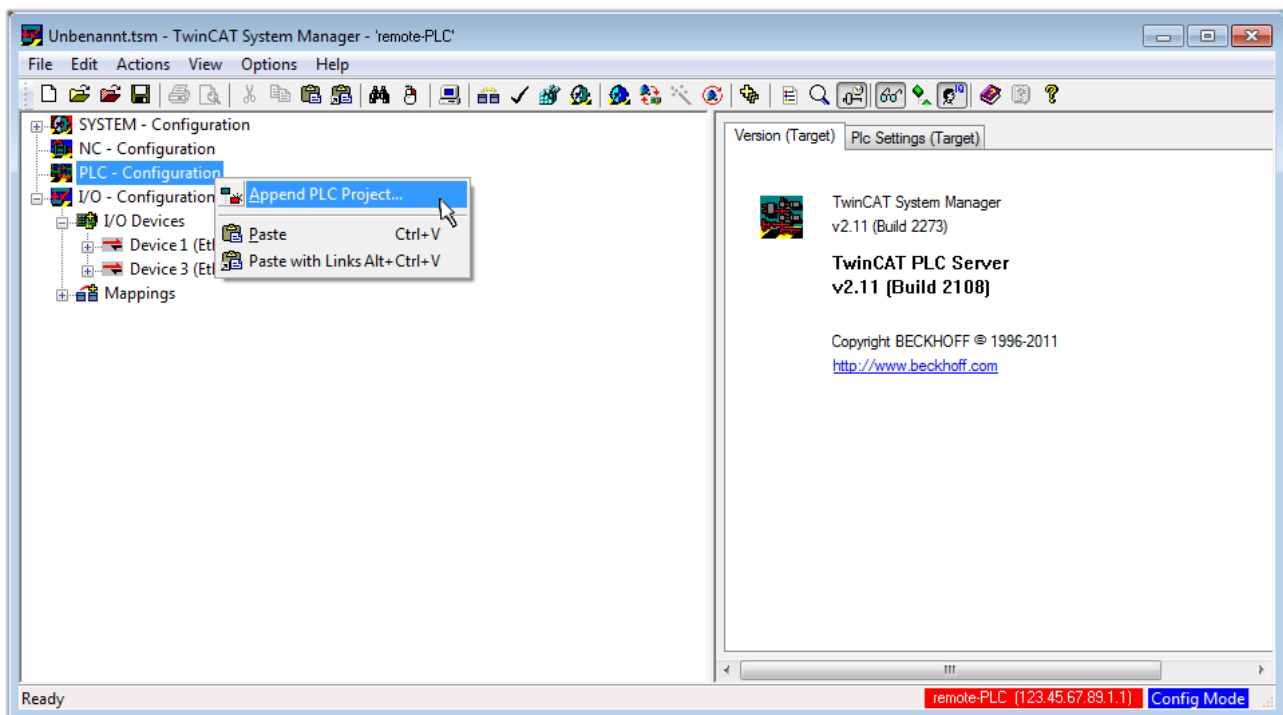 Unbenannt.tsm - TwinCAT System Manager - 'remote-PLC'
File Edit Actions View Options Help
SYSTEM - Configuration
NC - Configuration
PLC - Configuration
I/O - Configuration
I/O Devices
Device 1 (Etl
Device 3 (Etl
Mappings
Append PLC Project...
Paste Ctrl+V
Paste with Links Alt+Ctrl+V
Version (Target) Plc Settings (Target)
TwinCAT System Manager
v2.11 (Build 2273)
TwinCAT PLC Server
v2.11 (Build 2108)
Copyright BECKHOFF © 1996-2011
http://www.beckhoff.com
Ready remote-PLC (123.45.67.89.1.1) Config Mode